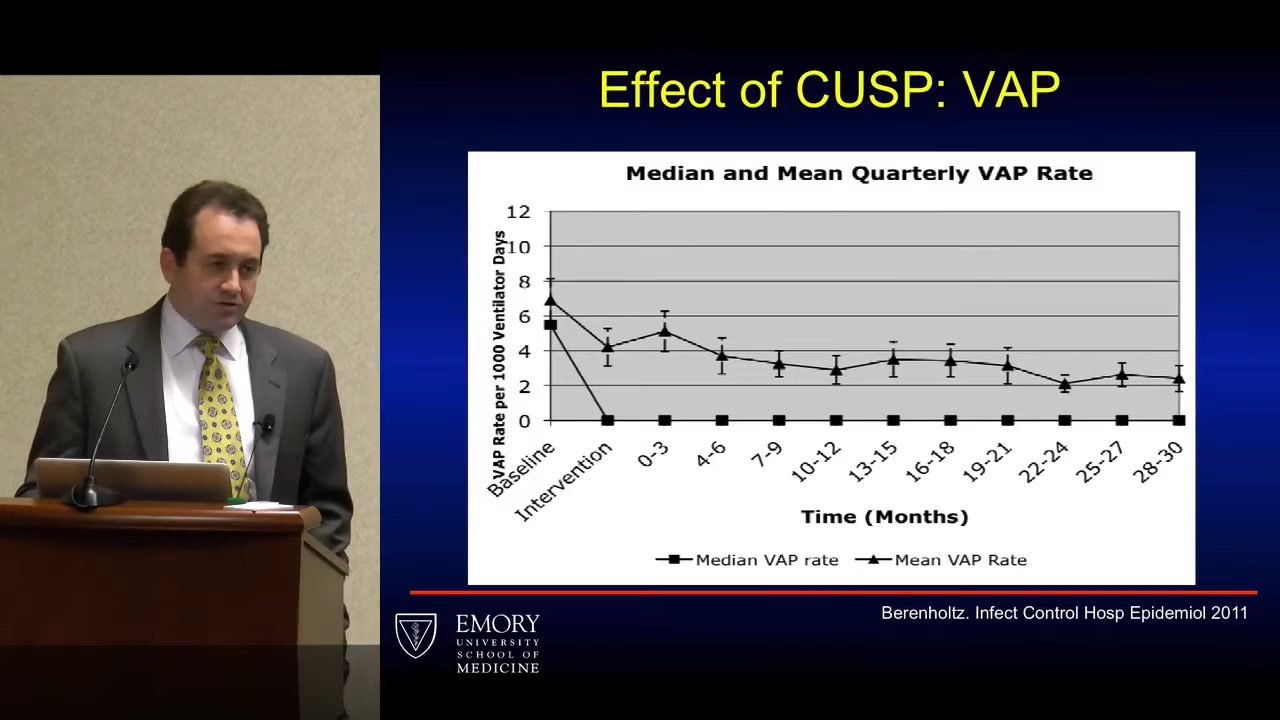 Effect of CUSP: VAP
Median and Mean Quarterly VAP Rate
VAP Rate per 1000 Ventilator Days
12
10
8
6
4
2
0
Baseline
Intervention
0-3
4-6
7-9
10-12
13-15
16-18
19-21
22-24
25-27
28-30
Time (Months)
Median VAP rate
Mean VAP Rate
Berenholtz. Infect Control Hosp Epidemiol 2011
EMORY
UNIVERSITY
SCHOOL OF
MEDICINE